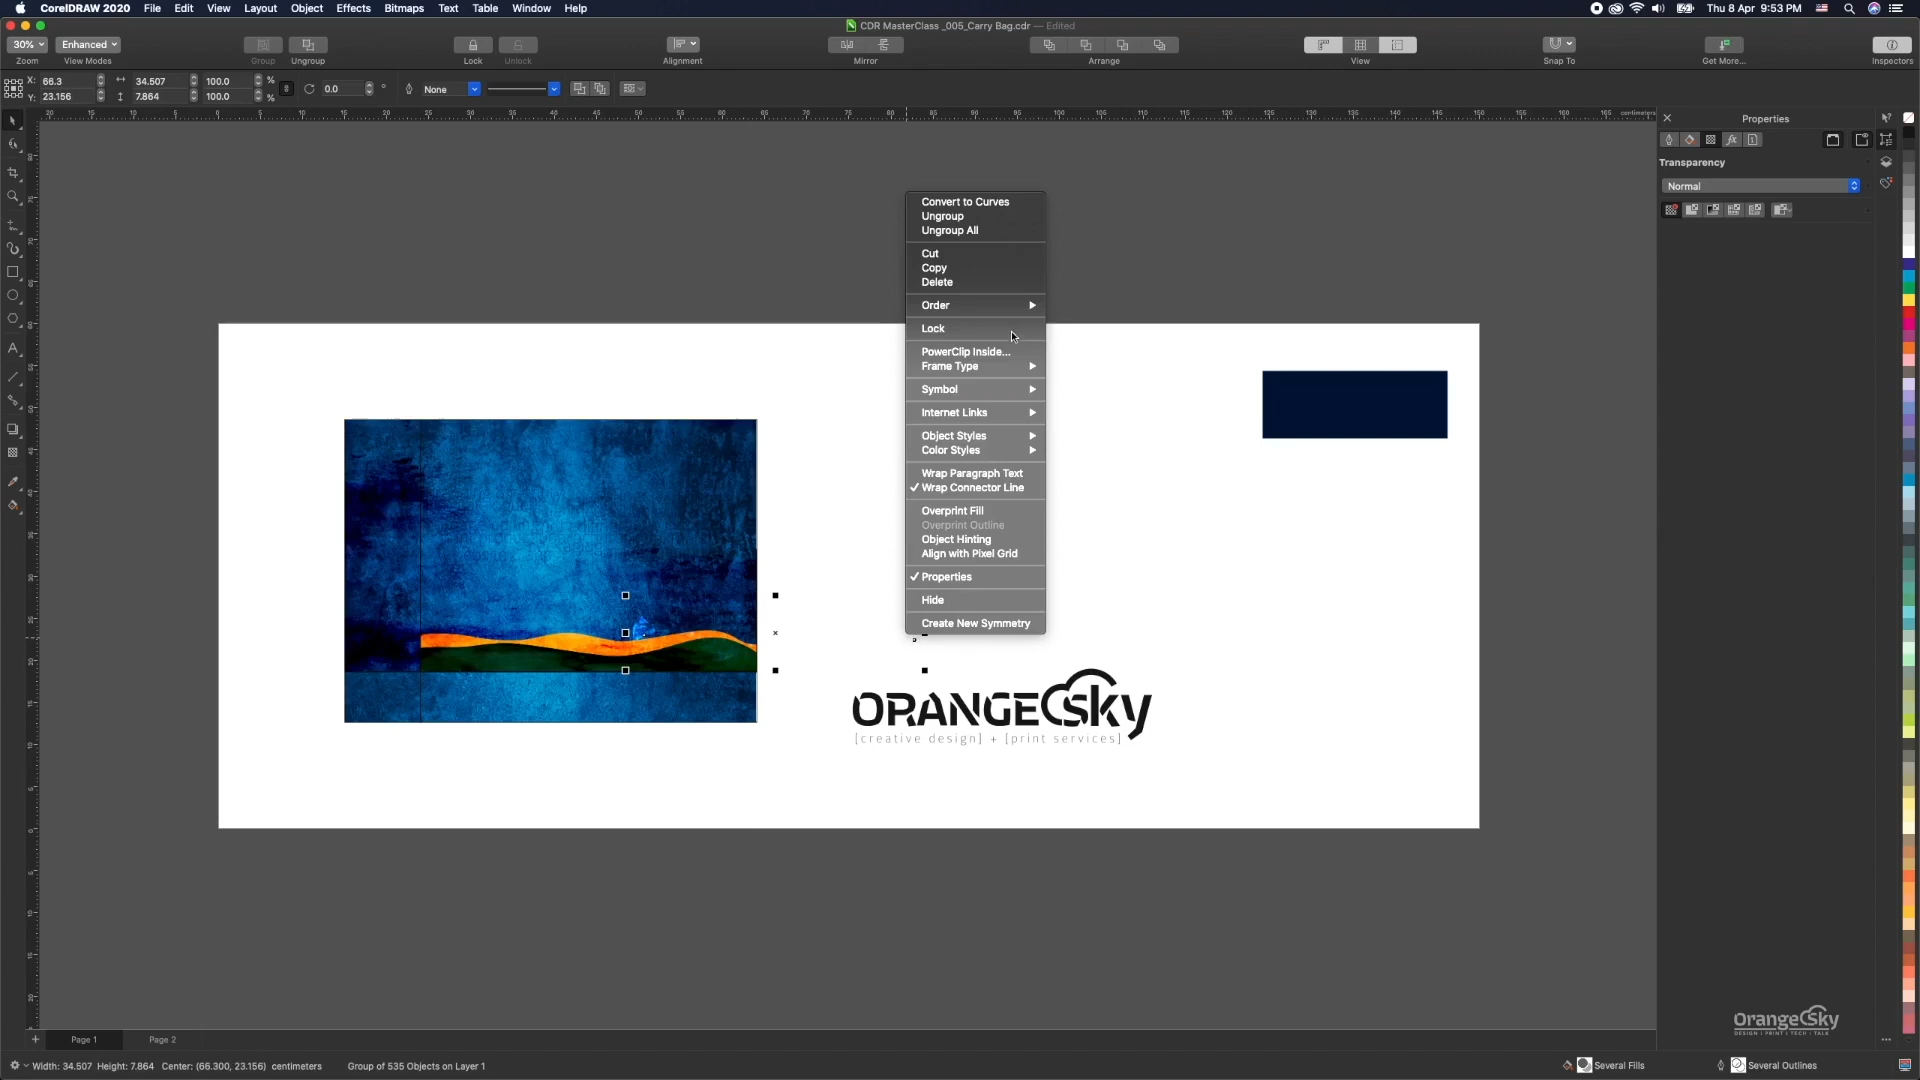 CorelDRAW 2020 File Edit View Layout Object Effects Bitmaps Text Table Window Help
Thu 8 Apr 9:53 PM
CDR MasterClass _005_Carry Bag.cdr — Edited
30% Enhanced
Zoom View Modes Group Ungroup Lock Unlock Alignment Mirror Arrange View Snap To Get More... Inspectors
X: 66.3 34.507 100.0 %
Y: 23.156 7.864 100.0 %
0.0 °
None
centimeters
Properties
Transparency
Normal
Convert to Curves
Ungroup
Ungroup All
Cut
Copy
Delete
Order
Lock
PowerClip Inside...
Frame Type
Symbol
Internet Links
Object Styles
Color Styles
Wrap Paragraph Text
✓ Wrap Connector Line
Overprint Fill
Overprint Outline
Object Hinting
Align with Pixel Grid
✓ Properties
Hide
Create New Symmetry
ORANGESky
[creative design] + [print services]
OrangeSky
DESIGN | PRINT | TECH | TALK
Page 1 Page 2
Width: 34.507 Height: 7.864 Center: (66.300, 23.156) centimeters Group of 535 Objects on Layer 1
Several Fills Several Outlines